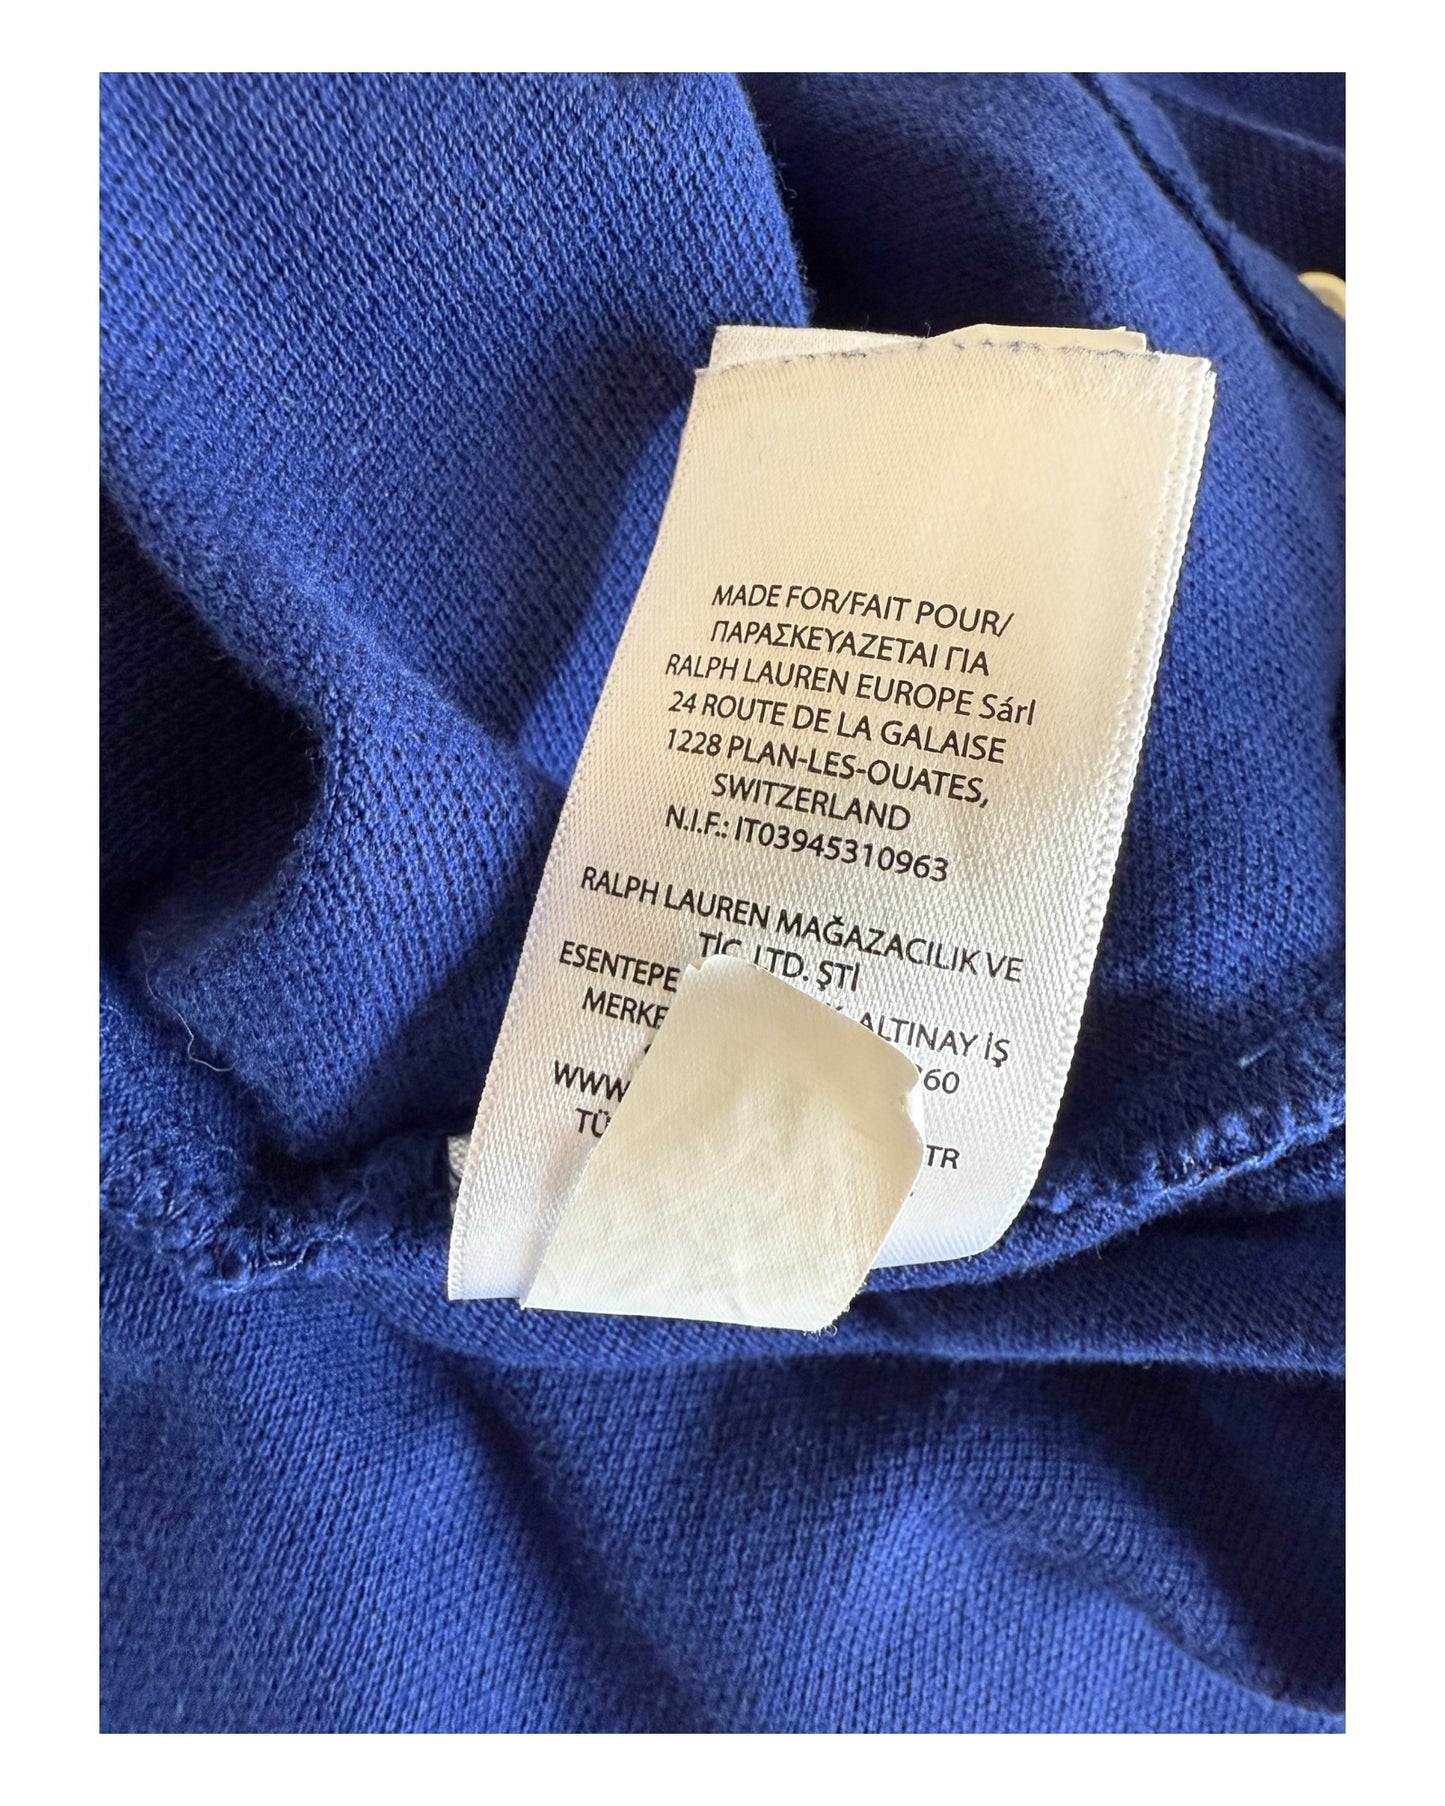 MADE FOR/FAIT POUR/
ΠΑΡΑΣΚΕΥΑΖΕΤΑΙ ΓΙΑ
RALPH LAUREN EUROPE Sárl
24 ROUTE DE LA GALAISE
1228 PLAN-LES-OUATES,
SWITZERLAND
N.I.F.: IT03945310963
RALPH LAUREN MAĞAZACILIK VE
TİC. LTD. ŞTİ
ESENTEPE
MERKE ALTINAY İŞ
360
WWW
TÜ TR